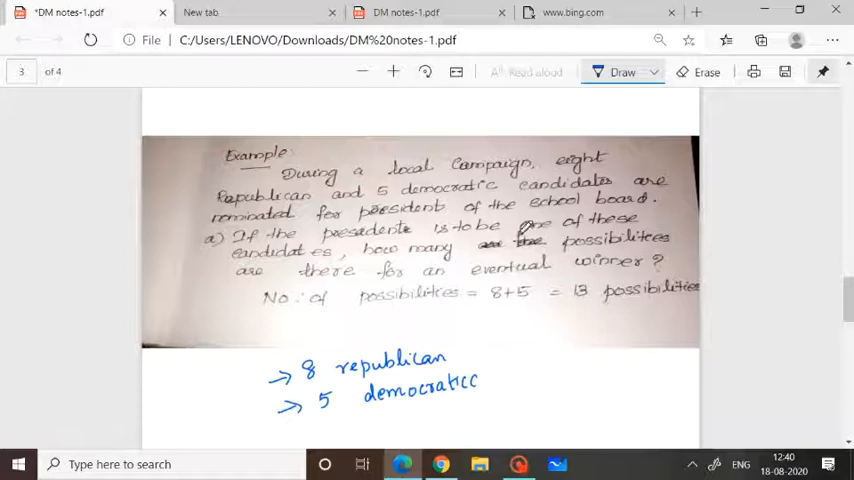 *DM notes-1.pdf
New tab
DM notes-1.pdf
www.bing.com
File C:/Users/LENOVO/Downloads/DM%20notes-1.pdf
3 of 4
Read aloud
Draw
Erase
Example:
During a local Campaign, eight
Republican and 5 democratic candidates are
nominated for president of the school board.
a) If the president is to be one of these
candidates, how many possibilities
are there for an eventual winner?
No: of possibilities = 8+5 = 13 possibilities
→ 8 republican
→ 5 democraticc
Type here to search
ENG
12:40
18-08-2020